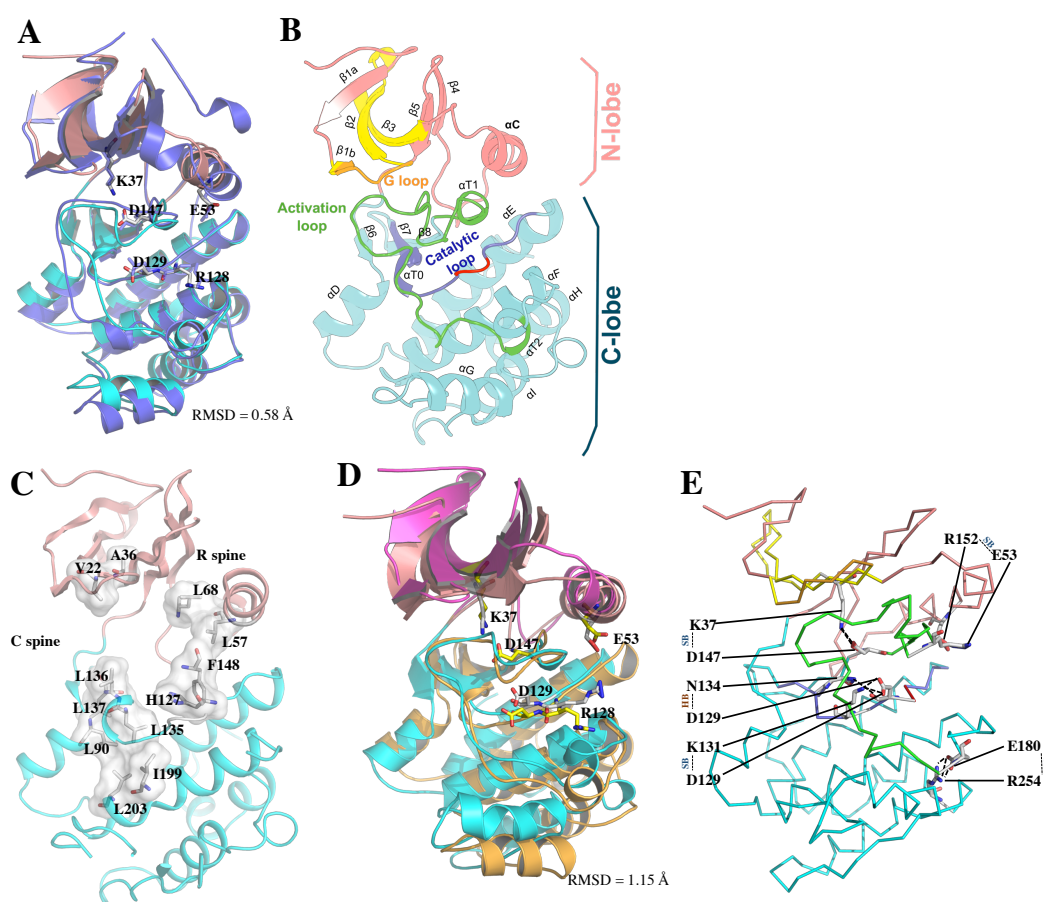 A
K37
D147
E53
D129
R128
RMSD = 0.58 Å
B
β1a
β4
β5
β3
β2
αC
β1b
G loop
αT1
Activation
loop
αE
β6
β7
β8
Catalytic
loop
αT0
αD
αF
αH
αT2
αG
αI
N-lobe
C-lobe
C
A36
V22
R spine
L68
L57
C spine
F148
L136
H127
L137
L135
L90
I199
L203
D
K37
D147
E53
D129
R128
RMSD = 1.15 Å
E
R152
SB
E53
K37
SB
D147
N134
HB
D129
K131
SB
D129
E180
R254